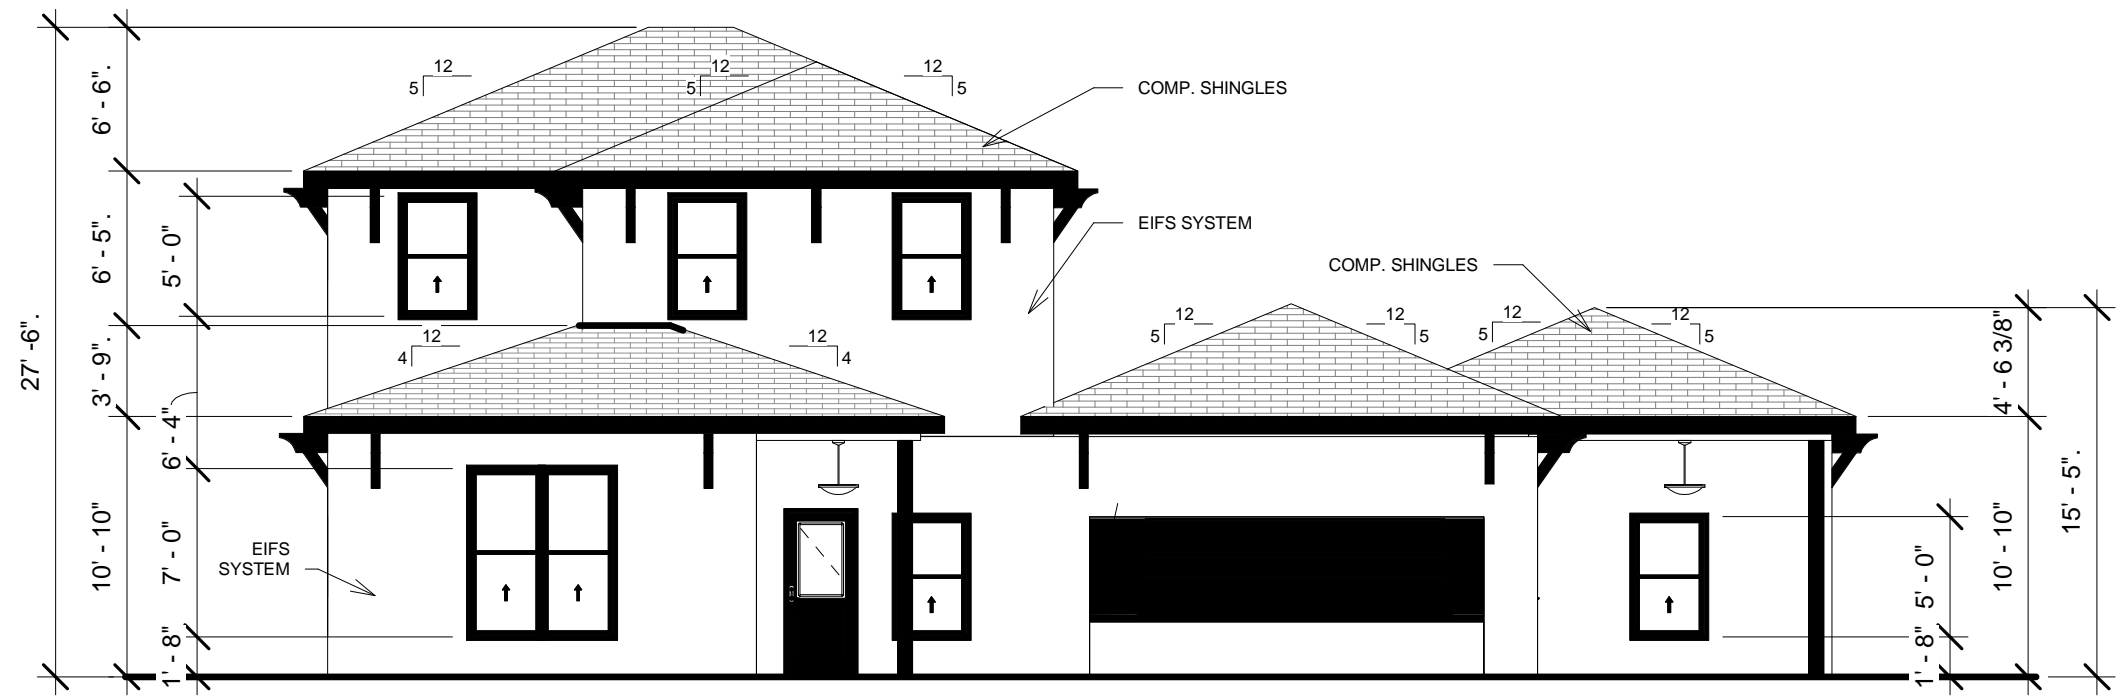 12
5
12
5
12
5
COMP. SHINGLES
EIFS SYSTEM
COMP. SHINGLES
12
5
12
5
12
5
12
5
12
4
12
4
EIFS
SYSTEM
27' -6".
6' - 6".
6' - 5".
3' - 9".
10' - 10"
5' - 0"
6' - 4"
7' - 0"
1' - 8"
5' - 0"
1' - 8"
4' - 6 3/8"
10' - 10"
15' - 5".